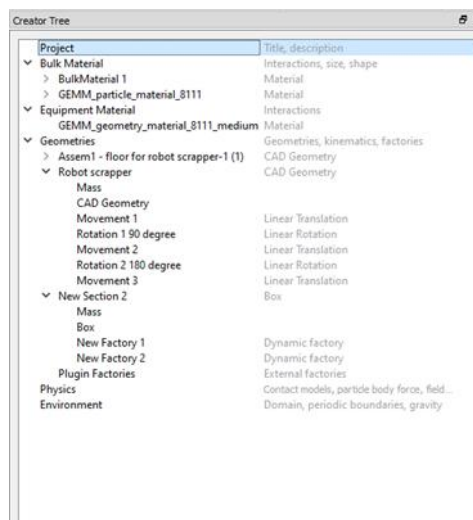 Creator Tree
Project Title, description
Bulk Material Interactions, size, shape
BulkMaterial 1 Material
GEMM_particle_material_8111 Material
Equipment Material Interactions
GEMM_geometry_material_8111_medium Material
Geometries Geometries, kinematics, factories
Assem1 - floor for robot scrapper-1 (1) CAD Geometry
Robot scrapper CAD Geometry
Mass
CAD Geometry
Movement 1 Linear Translation
Rotation 1 90 degree Linear Rotation
Movement 2 Linear Translation
Rotation 2 180 degree Linear Rotation
Movement 3 Linear Translation
New Section 2 Box
Mass
Box
New Factory 1 Dynamic factory
New Factory 2 Dynamic factory
Plugin Factories External factories
Physics Contact models, particle body force, field...
Environment Domain, periodic boundaries, gravity